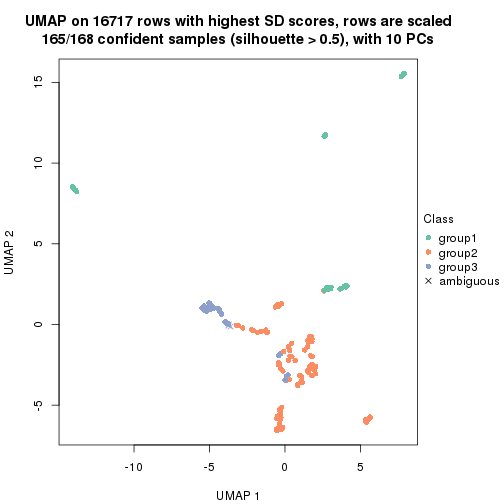 UMAP on 16717 rows with highest SD scores, rows are scaled
165/168 confident samples (silhouette > 0.5), with 10 PCs
15
10
5
0
-5
UMAP 2
-10
-5
0
5
UMAP 1
Class
group1
group2
group3
ambiguous